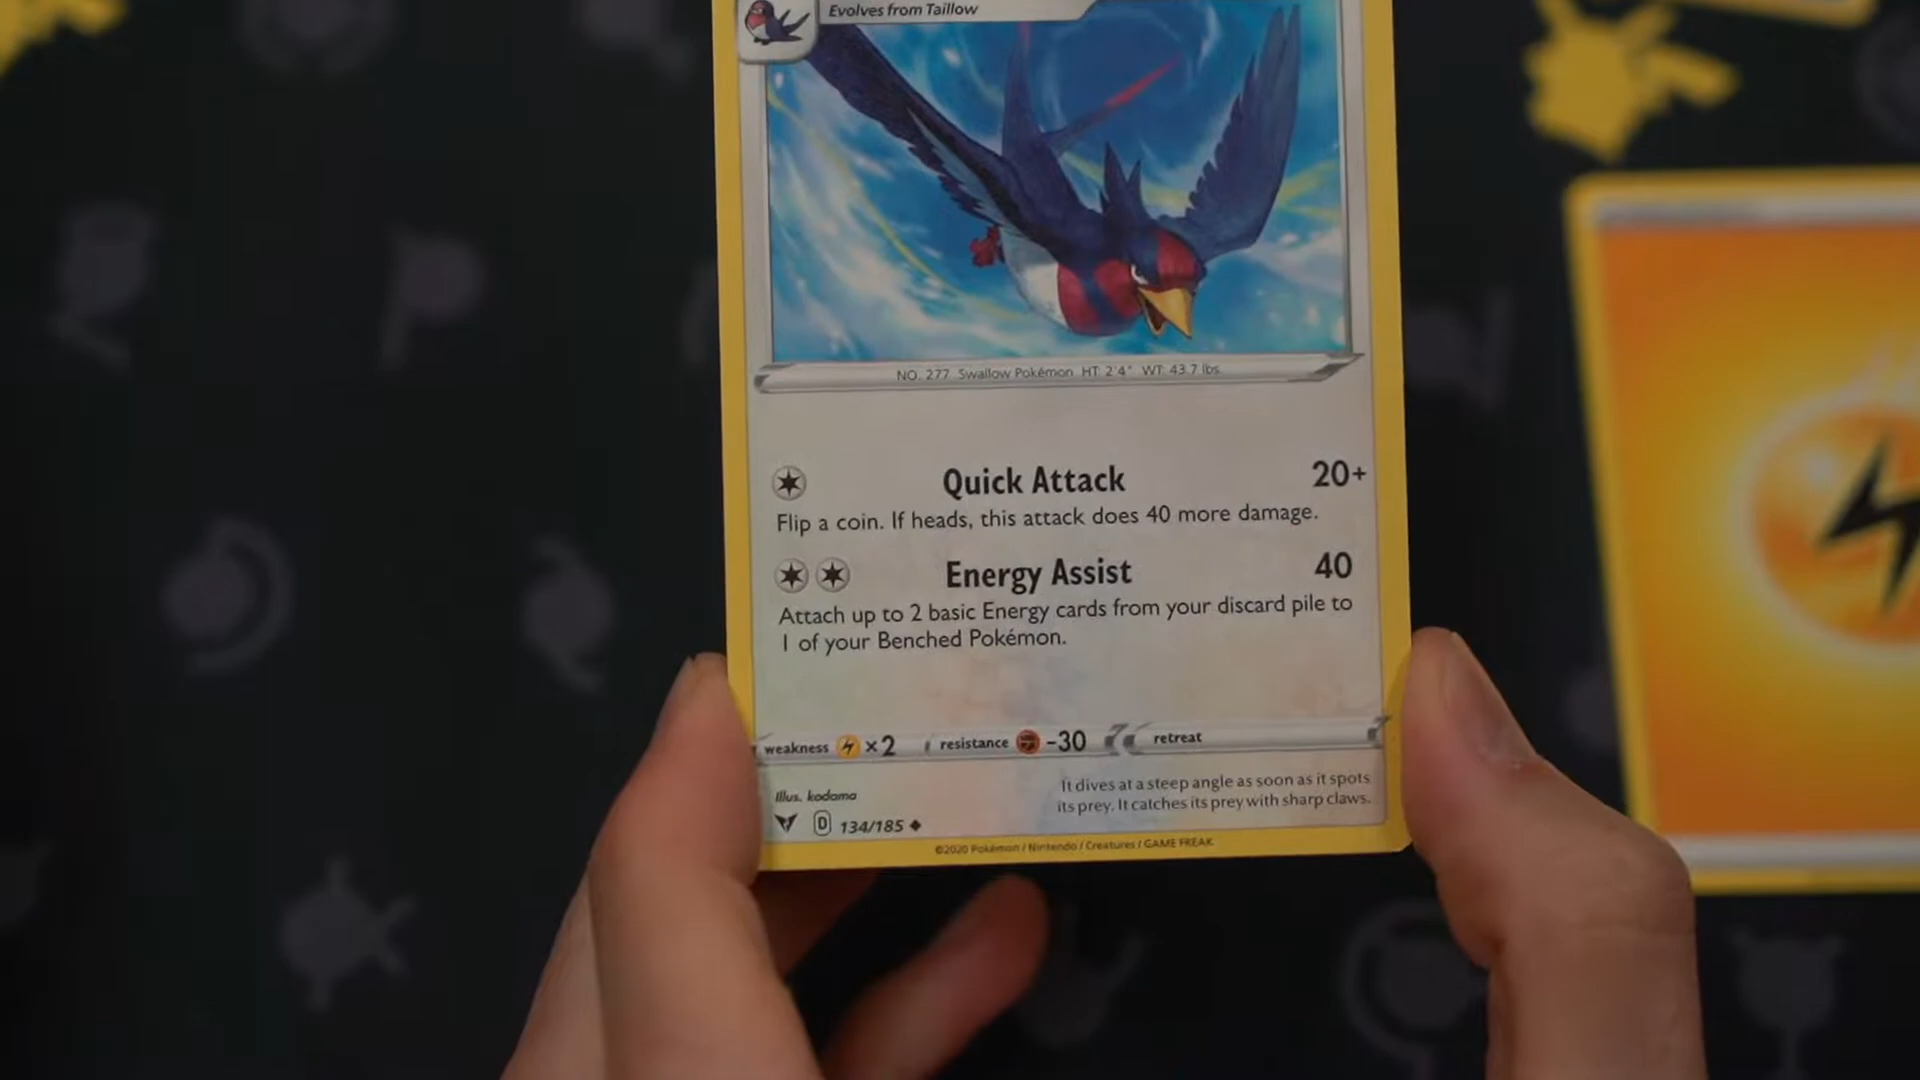 Evolves from Taillow
NO. 277 Swallow Pokémon HT: 2'4" WT: 43.7 lbs.
Quick Attack 20+
Flip a coin. If heads, this attack does 40 more damage.
Energy Assist 40
Attach up to 2 basic Energy cards from your discard pile to
1 of your Benched Pokémon.
weakness ×2 resistance -30 retreat
Illus. kodama
It dives at a steep angle as soon as it spots
its prey. It catches its prey with sharp claws.
D 134/185
©2020 Pokémon / Nintendo / Creatures / GAME FREAK